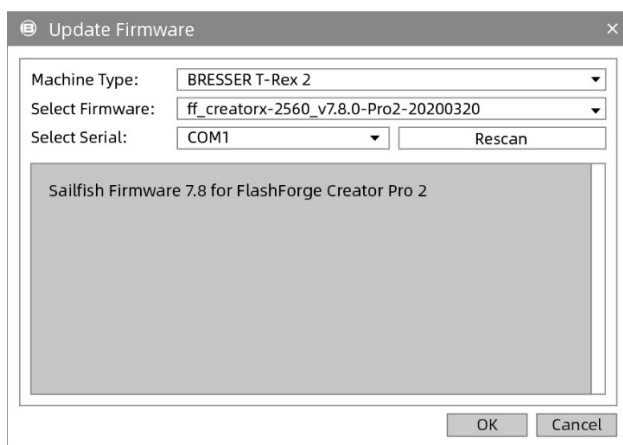 Update Firmware
Machine Type: BRESSER T-Rex 2
Select Firmware: ff_creatorx-2560_v7.8.0-Pro2-20200320
Select Serial: COM1 Rescan
Sailfish Firmware 7.8 for FlashForge Creator Pro 2
OK Cancel